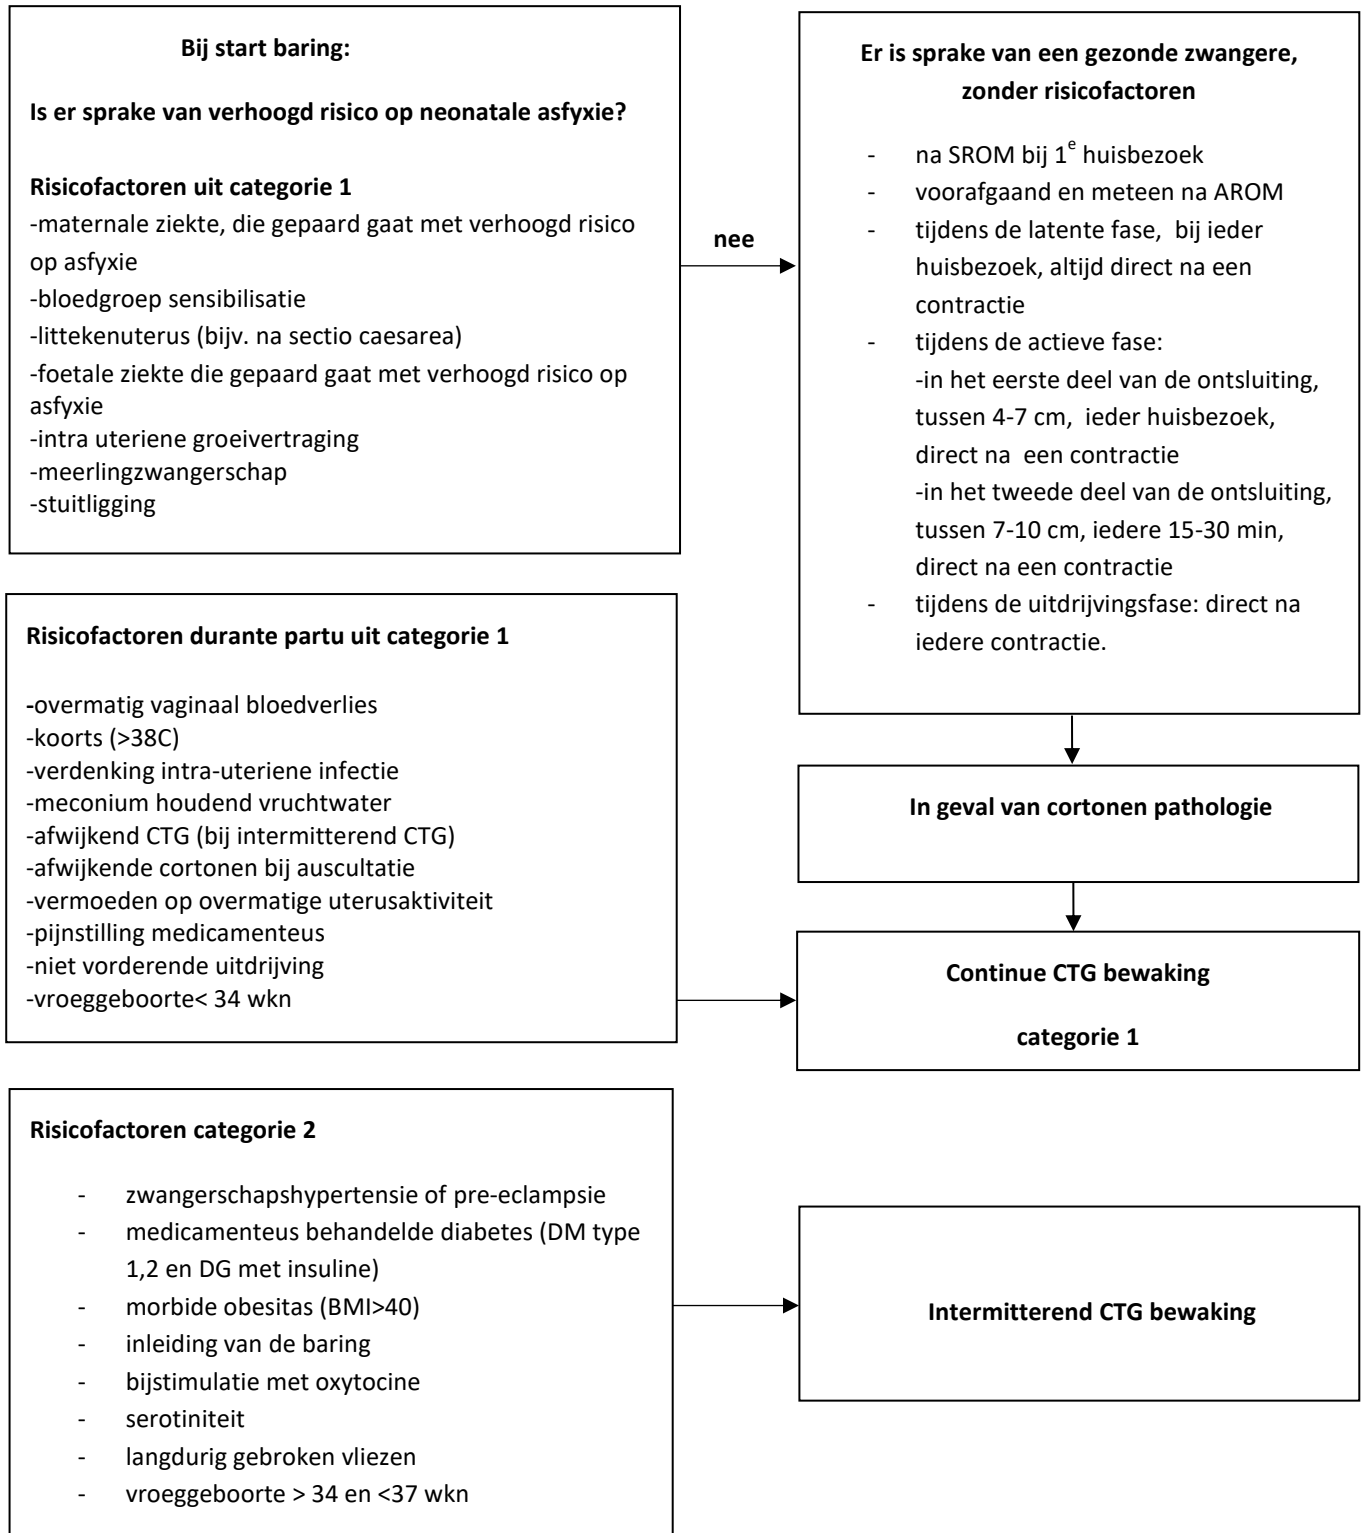 Bij start baring:
Is er sprake van verhoogd risico op neonatale asfyxie?
Risicofactoren uit categorie 1
-maternale ziekte, die gepaard gaat met verhoogd risico
op asfyxie
-bloedgroep sensibilisatie
-littekenuterus (bijv. na sectio caesarea)
-foetale ziekte die gepaard gaat met verhoogd risico op
asfyxie
-intra uteriene groeivertraging
-meerlingzwangerschap
-stuitligging
nee
Er is sprake van een gezonde zwangere,
zonder risicofactoren
- na SROM bij 1e huisbezoek
- voorafgaand en meteen na AROM
- tijdens de latente fase, bij ieder
huisbezoek, altijd direct na een
contractie
- tijdens de actieve fase:
-in het eerste deel van de ontsluiting,
tussen 4-7 cm, ieder huisbezoek,
direct na een contractie
-in het tweede deel van de ontsluiting,
tussen 7-10 cm, iedere 15-30 min,
direct na een contractie
- tijdens de uitdrijvingsfase: direct na
iedere contractie.
Risicofactoren durante partu uit categorie 1
-overmatig vaginaal bloedverlies
-koorts (>38C)
-verdenking intra-uteriene infectie
-meconium houdend vruchtwater
-afwijkend CTG (bij intermitterend CTG)
-afwijkende cortonen bij auscultatie
-vermoeden op overmatige uterusaktiviteit
-pijnstilling medicamenteus
-niet vorderende uitdrijving
-vroeggeboorte< 34 wkn
In geval van cortonen pathologie
Continue CTG bewaking
categorie 1
Risicofactoren categorie 2
- zwangerschapshypertensie of pre-eclampsie
- medicamenteus behandelde diabetes (DM type
1,2 en DG met insuline)
- morbide obesitas (BMI>40)
- inleiding van de baring
- bijstimulatie met oxytocine
- serotiniteit
- langdurig gebroken vliezen
- vroeggeboorte > 34 en <37 wkn
Intermitterend CTG bewaking